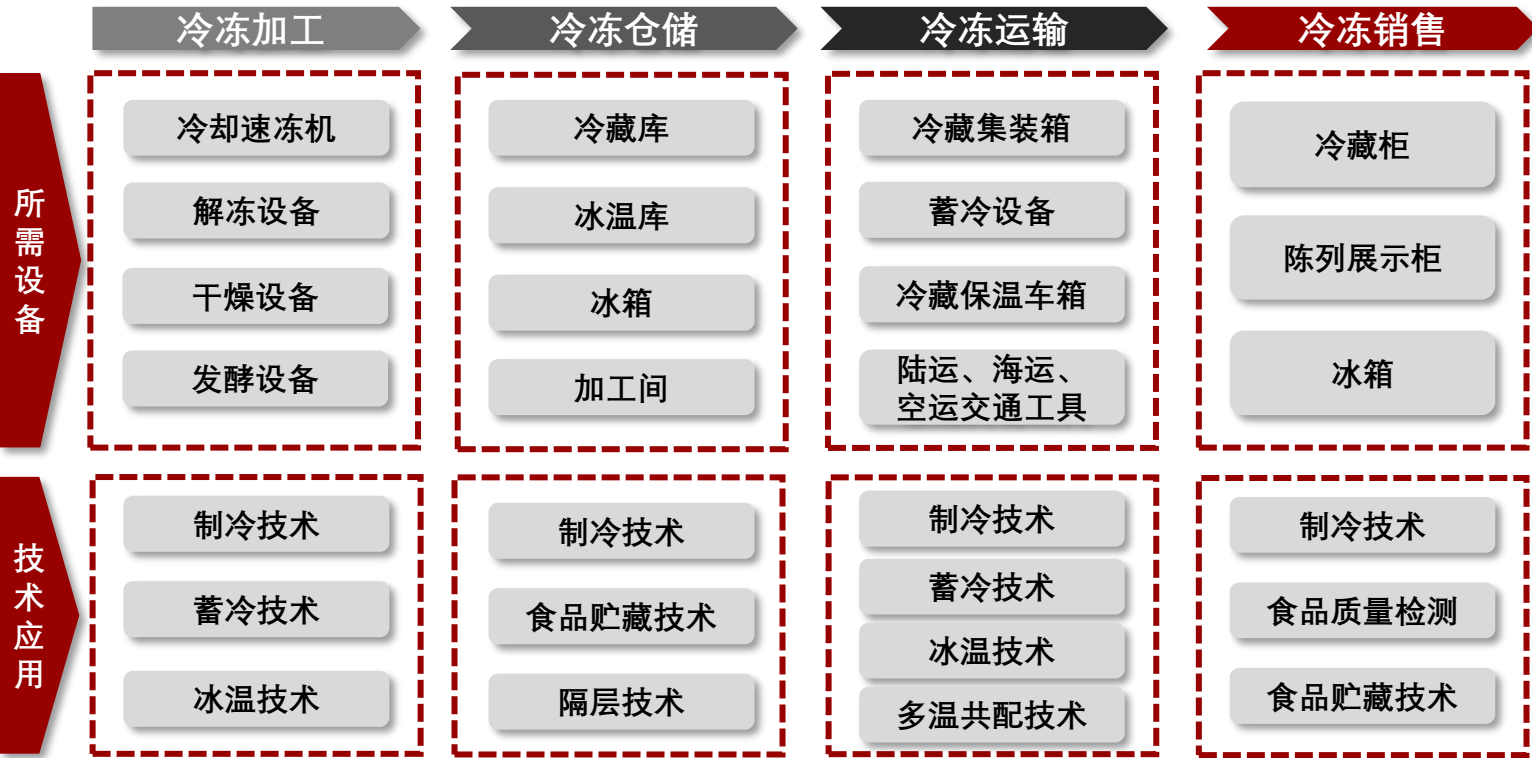 冷冻加工
冷冻仓储
冷冻运输
冷冻销售
所需设备
冷却速冻机
解冻设备
干燥设备
发酵设备
冷藏库
冰温库
冰箱
加工间
冷藏集装箱
蓄冷设备
冷藏保温车箱
陆运、海运、
空运交通工具
冷藏柜
陈列展示柜
冰箱
技术应用
制冷技术
蓄冷技术
冰温技术
制冷技术
食品贮藏技术
隔层技术
制冷技术
蓄冷技术
冰温技术
多温共配技术
制冷技术
食品质量检测
食品贮藏技术